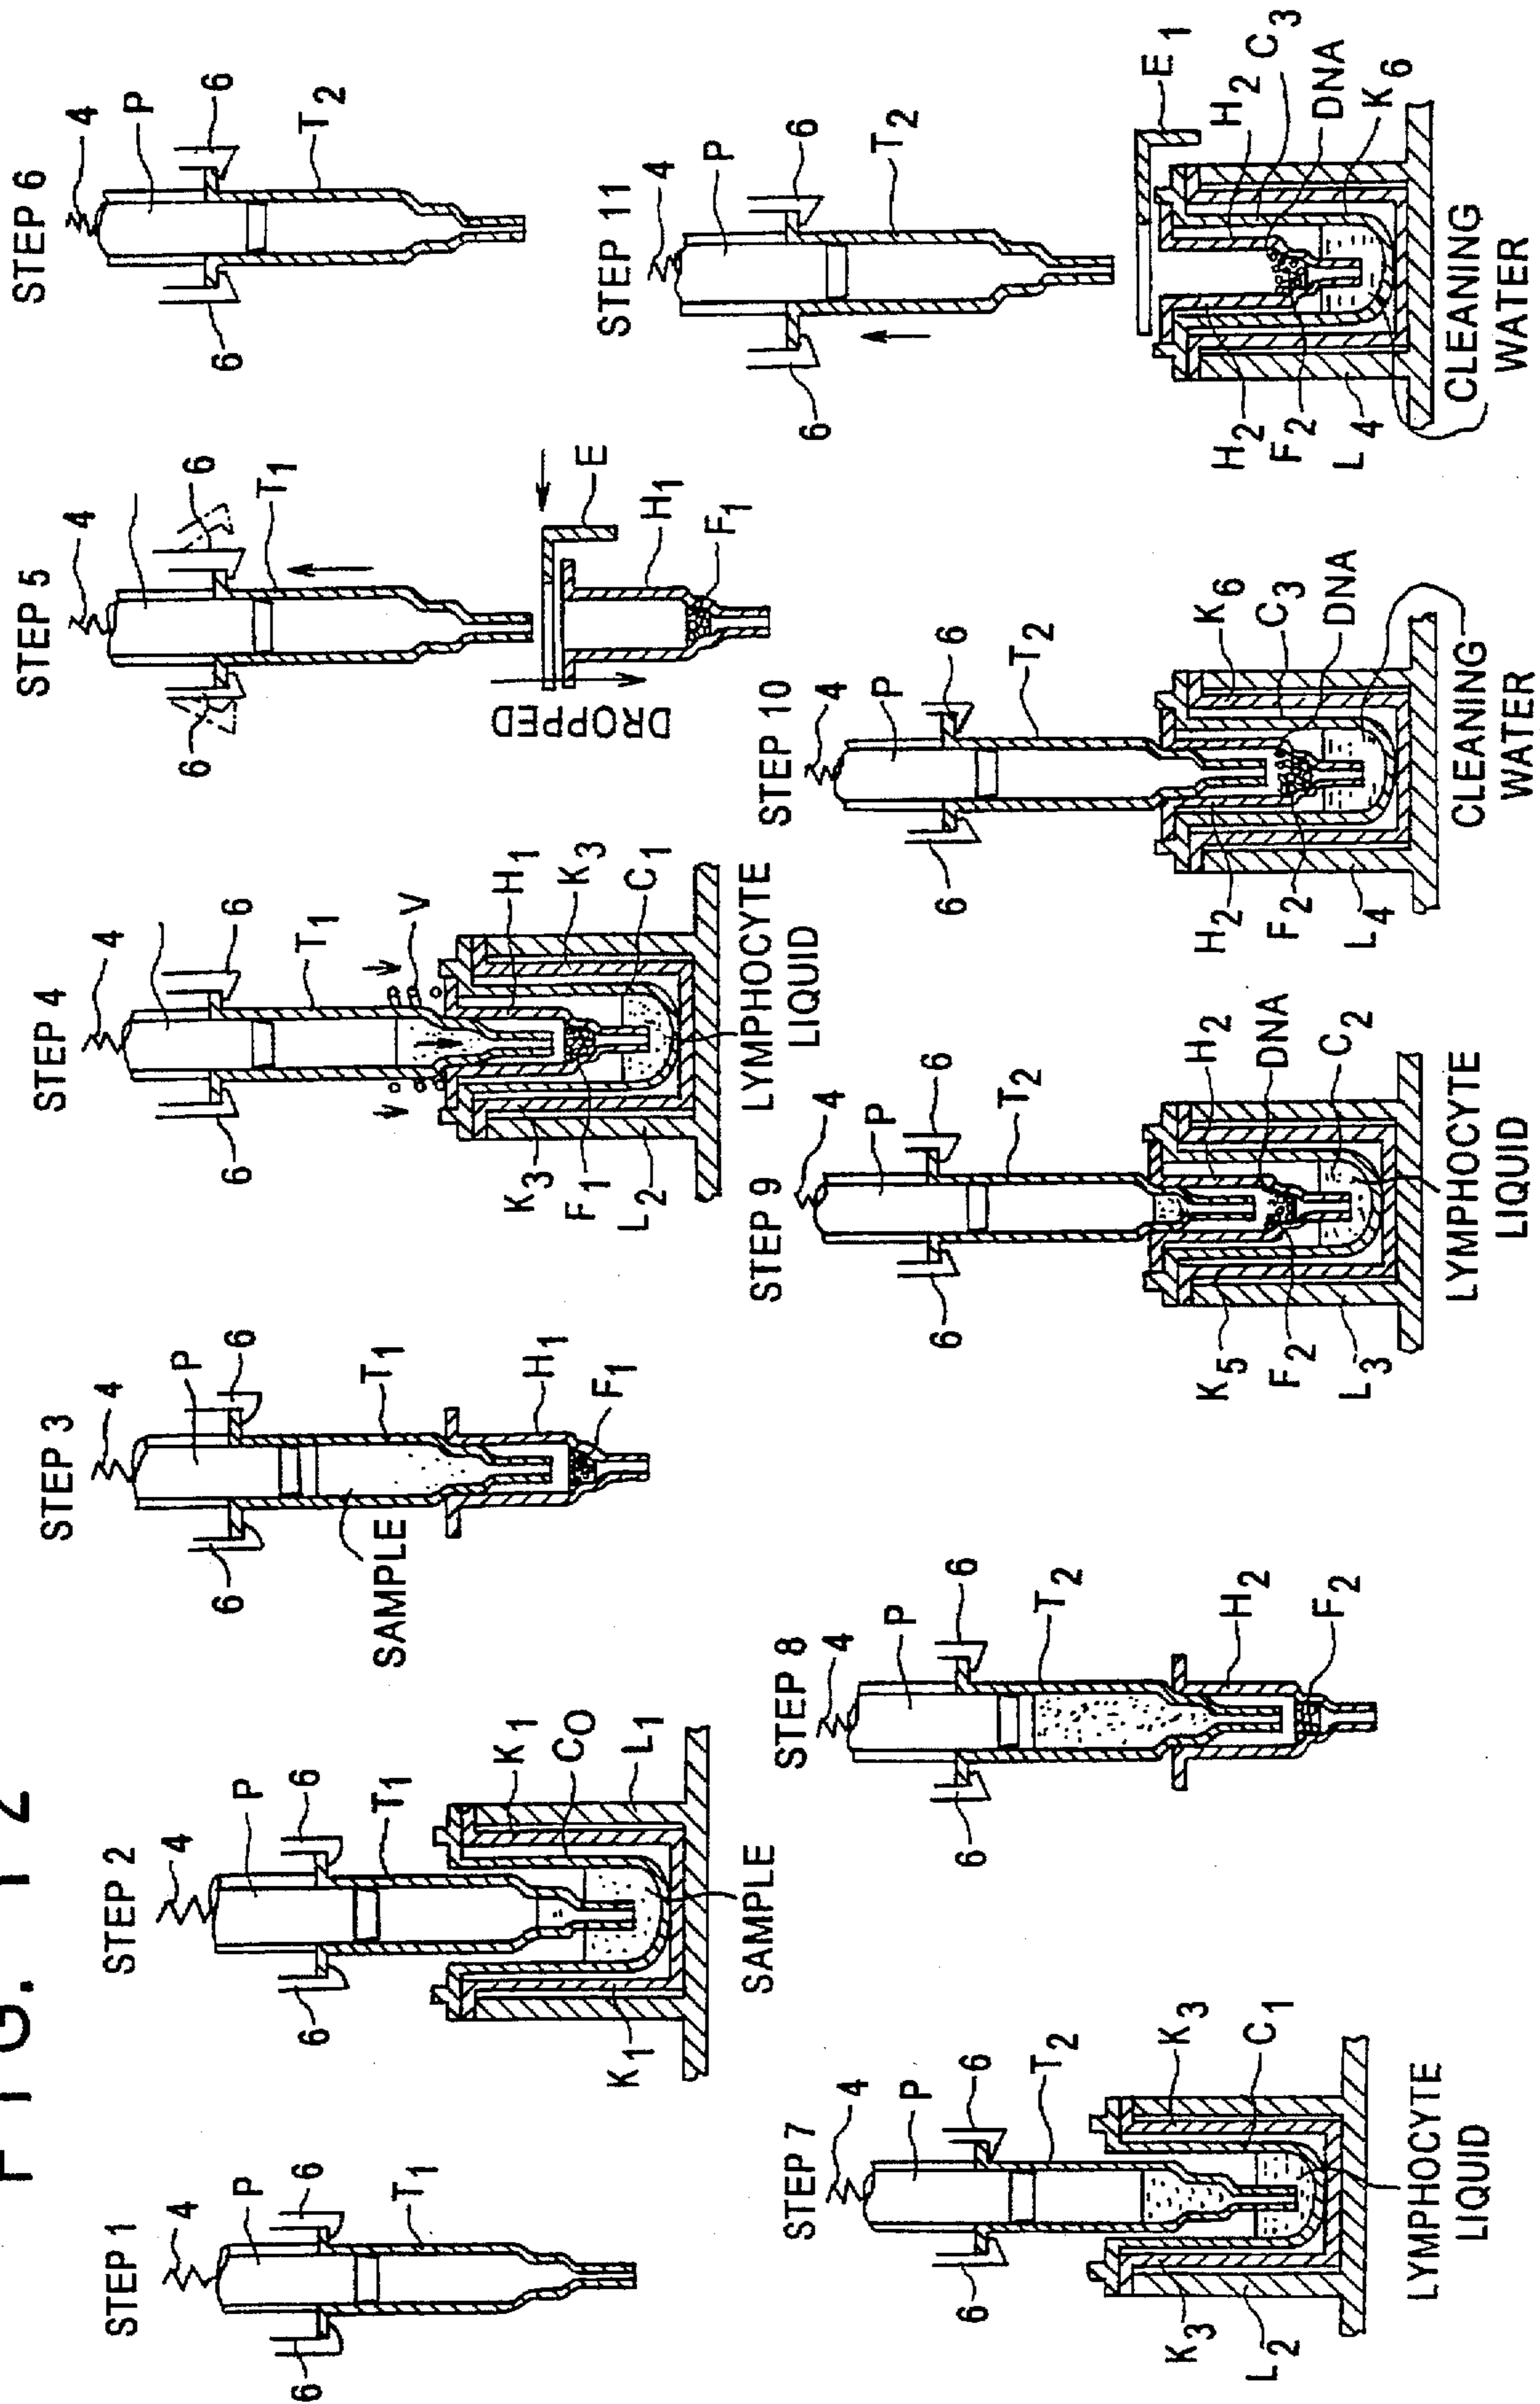 FIG. 12
STEP 1
4
P
6
6
T1
STEP 2
4
P
6
6
T1
K1
K1
C0
L1
SAMPLE
STEP 3
4
P
6
6
T1
H1
F1
SAMPLE
STEP 4
4
6
6
T1
V
H1
K3
C1
K3
F1
L2
LYMPHOCYTE
LIQUID
STEP 5
4
6
6
T1
E
H1
F1
DROPPED
STEP 6
4
P
6
6
T2
STEP 7
4
P
6
6
T2
K3
C1
K3
L2
LYMPHOCYTE
LIQUID
STEP 8
4
P
6
6
T2
H2
F2
STEP 9
4
P
6
6
T2
H2
DNA
C2
K5
F2
L3
LYMPHOCYTE
LIQUID
STEP 10
4
P
6
6
T2
K6
C3
DNA
H2
F2
L4
CLEANING
WATER
STEP 11
4
P
6
6
T2
E1
H2
C3
DNA
K6
H2
F2
L4
CLEANING
WATER